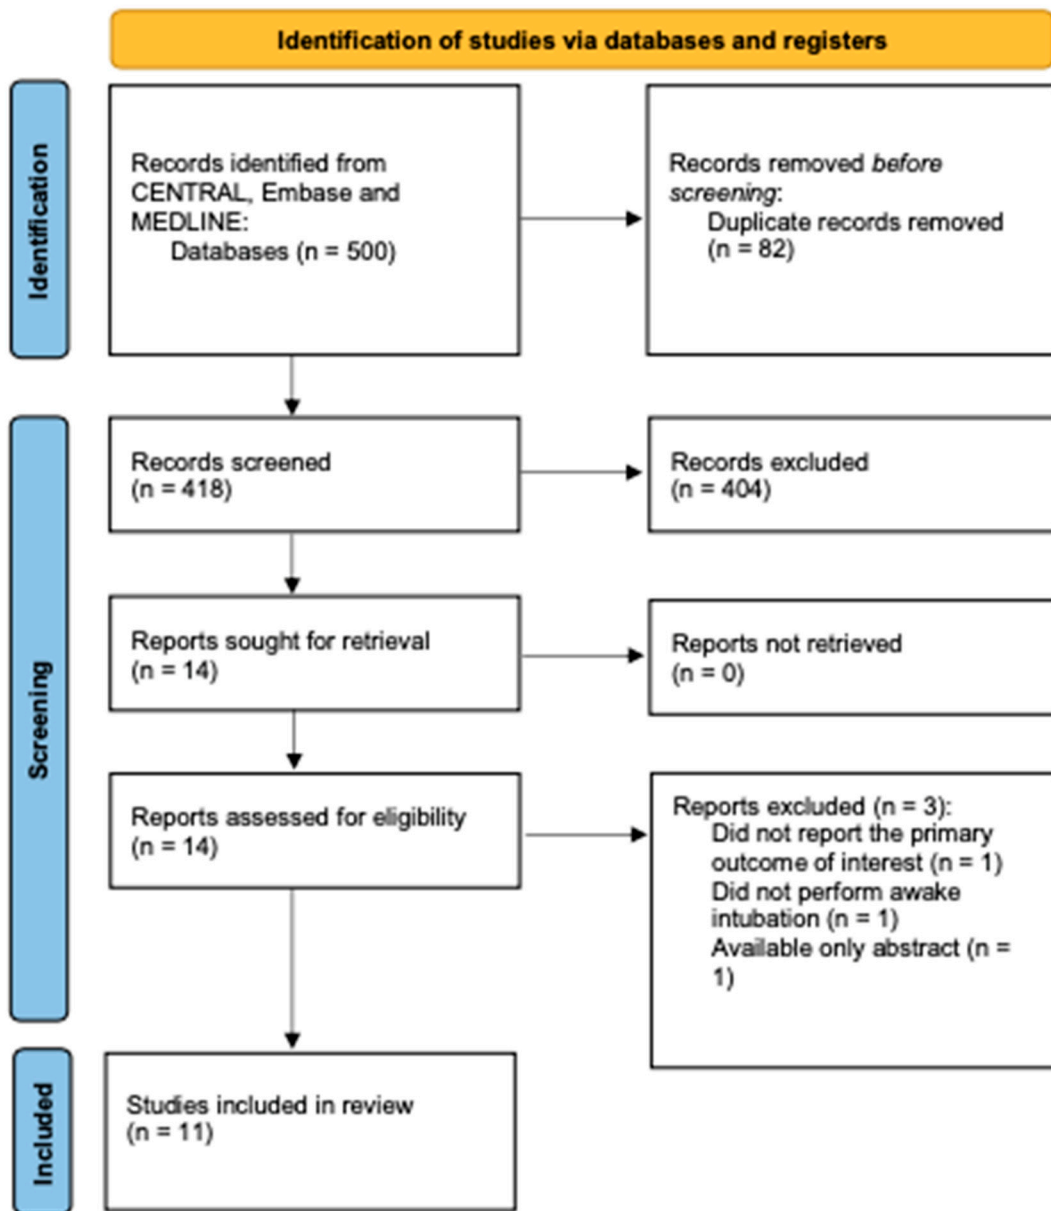 Identification of studies via databases and registers
Identification
Records identified from
CENTRAL, Embase and
MEDLINE:
Databases (n = 500)
Records removed before
screening:
Duplicate records removed
(n = 82)
Screening
Records screened
(n = 418)
Records excluded
(n = 404)
Reports sought for retrieval
(n = 14)
Reports not retrieved
(n = 0)
Reports assessed for eligibility
(n = 14)
Reports excluded (n = 3):
Did not report the primary
outcome of interest (n = 1)
Did not perform awake
intubation (n = 1)
Available only abstract (n =
1)
Included
Studies included in review
(n = 11)